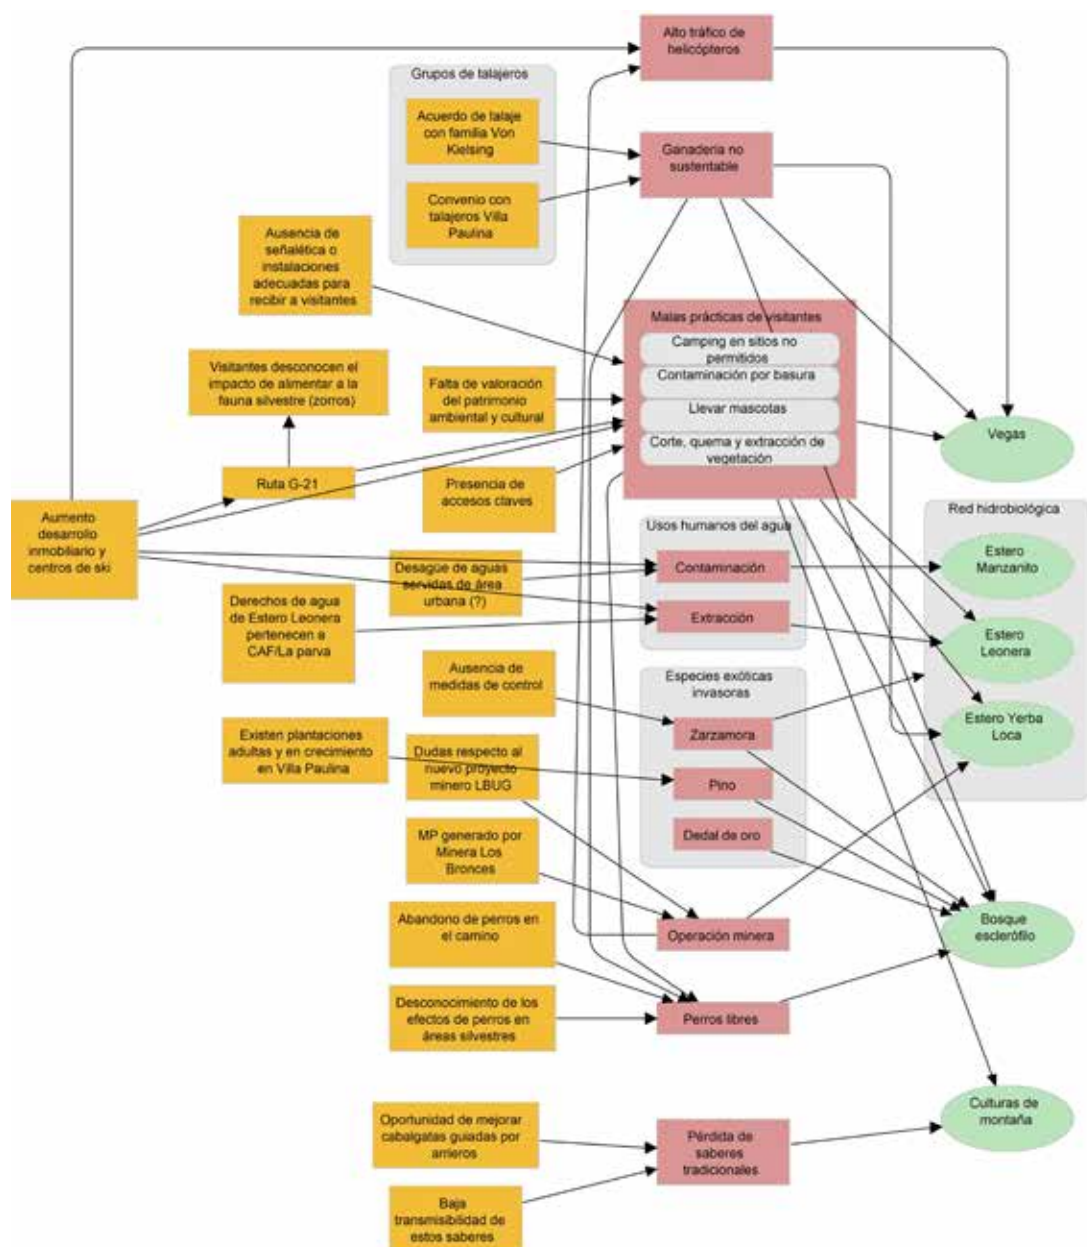 Alto tráfico de
helicópteros
Grupos de talajeros
Acuerdo de talaje
con familia Von
Kielsing
Ganadería no
sustentable
Convenio con
talajeros Villa
Paulina
Ausencia de
señalética o
instalaciones
adecuadas para
recibir a visitantes
Malas prácticas de visitantes
Camping en sitios no
permitidos
Contaminación por basura
Llevar mascotas
Corte, quema y extracción de
vegetación
Visitantes desconocen el
impacto de alimentar a la
fauna silvestre (zorros)
Falta de valoración
del patrimonio
ambiental y cultural
Vegas
Ruta G-21
Presencia de
accesos claves
Aumento
desarrollo
inmobiliario y
centros de ski
Usos humanos del agua
Red hidrobiológica
Desagüe de aguas
servidas de área
urbana (?)
Contaminación
Estero
Manzanito
Derechos de agua
de Estero Leonera
pertenecen a
CAF/La parva
Extracción
Estero
Leonera
Ausencia de
medidas de control
Especies exóticas
invasoras
Zarzamora
Estero Yerba
Loca
Existen plantaciones
adultas y en crecimiento
en Villa Paulina
Dudas respecto al
nuevo proyecto
minero LBUG
Pino
MP generado por
Minera Los
Bronces
Dedal de oro
Abandono de perros en
el camino
Operación minera
Bosque
esclerófilo
Desconocimiento de los
efectos de perros en
áreas silvestres
Perros libres
Oportunidad de mejorar
cabalgatas guiadas por
arrieros
Pérdida de
saberes
tradicionales
Culturas de
montaña
Baja
transmisibilidad de
estos saberes